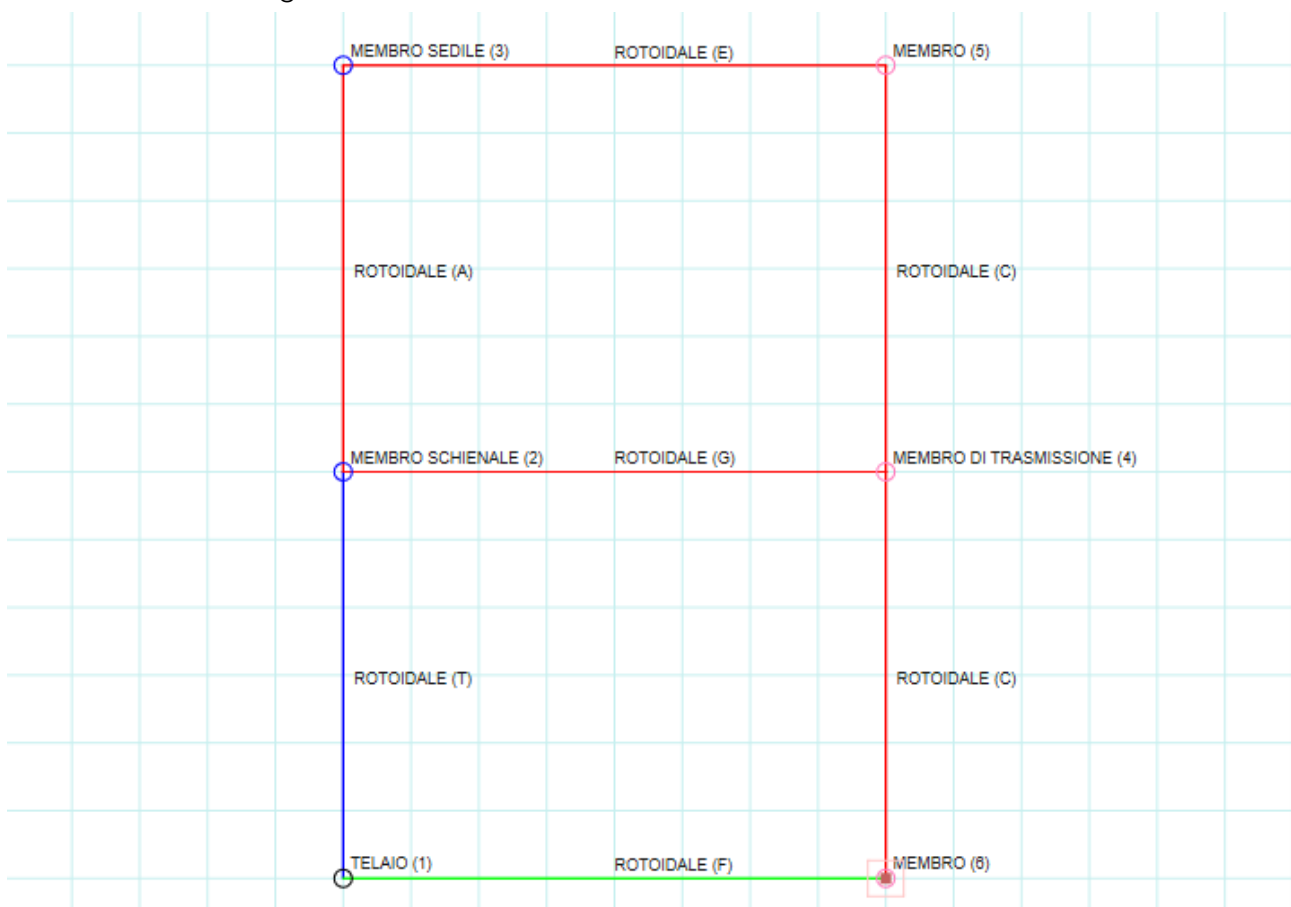 MEMBRO SEDILE (3)
ROTOIDALE (E)
MEMBRO (5)
ROTOIDALE (A)
ROTOIDALE (C)
MEMBRO SCHIENALE (2)
ROTOIDALE (G)
MEMBRO DI TRASMISSIONE (4)
ROTOIDALE (T)
ROTOIDALE (C)
TELAIO (1)
ROTOIDALE (F)
MEMBRO (6)